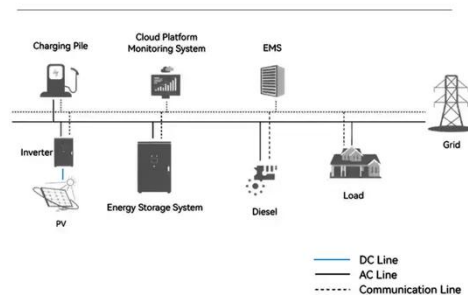 Charging Pile
Cloud Platform
Monitoring System
EMS
Grid
Inverter
PV
Energy Storage System
Diesel
Load
DC Line
AC Line
Communication Line